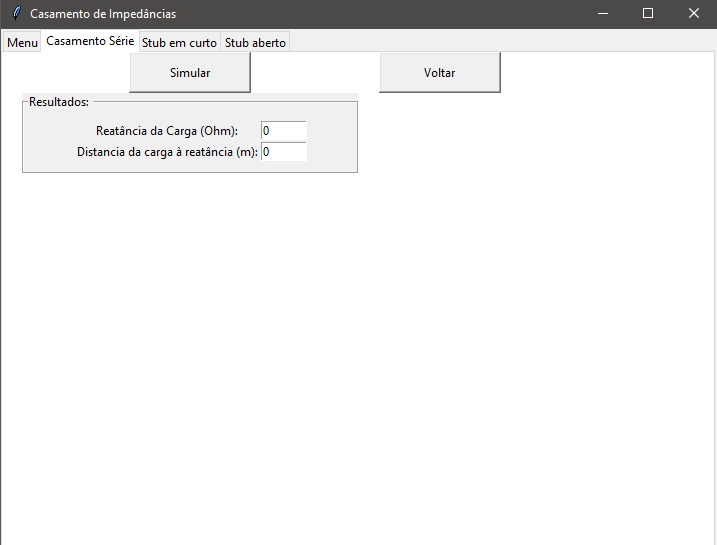 Casamento de Impedâncias
Menu Casamento Série Stub em curto Stub aberto
Simular Voltar
Resultados:
Reatância da Carga (Ohm): 0
Distancia da carga à reatância (m): 0